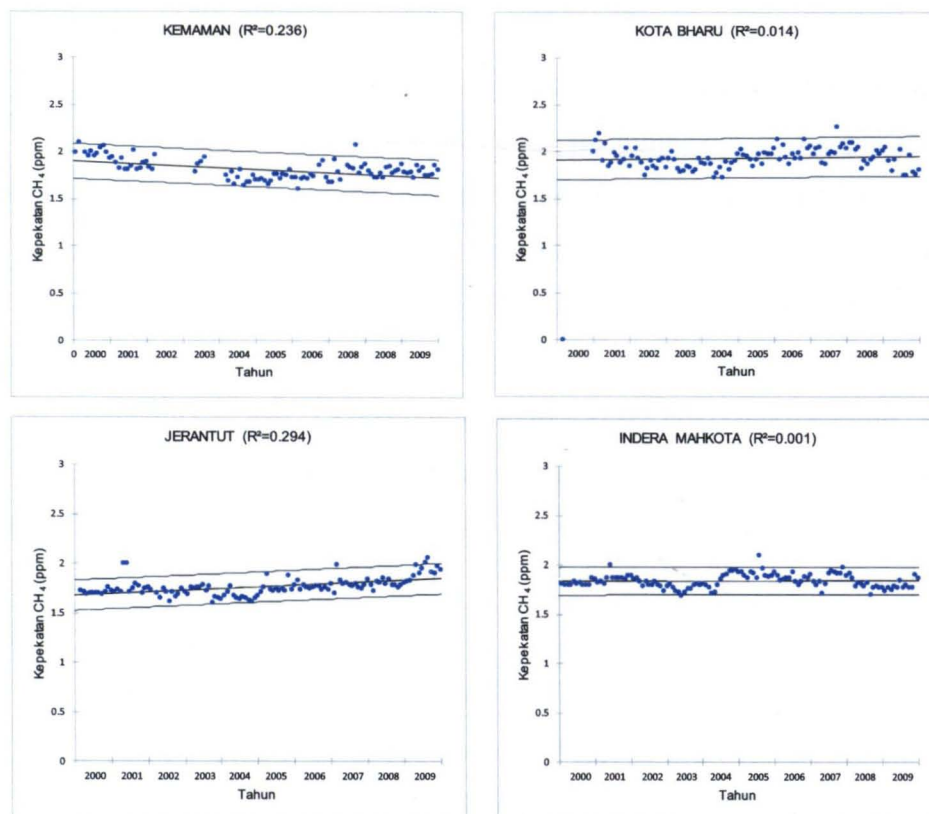 KEMAMAN (R²=0.236)
Kepekatan CH₄ (ppm)
3
2.5
2
1.5
1
0.5
0
0 2000 2001 2002 2003 2004 2005 2006 2008 2008 2009
Tahun
KOTA BHARU (R²=0.014)
Kepekatan CH₄ (ppm)
3
2.5
2
1.5
1
0.5
0
2000 2001 2002 2003 2004 2005 2006 2007 2008 2009
Tahun
JERANTUT (R²=0.294)
Kepekatan CH₄ (ppm)
3
2.5
2
1.5
1
0.5
0
2000 2001 2002 2003 2004 2005 2006 2007 2008 2009
Tahun
INDERA MAHKOTA (R²=0.001)
Kepekatan CH₄ (ppm)
3
2.5
2
1.5
1
0.5
0
2000 2001 2002 2003 2004 2005 2006 2007 2008 2009
Tahun